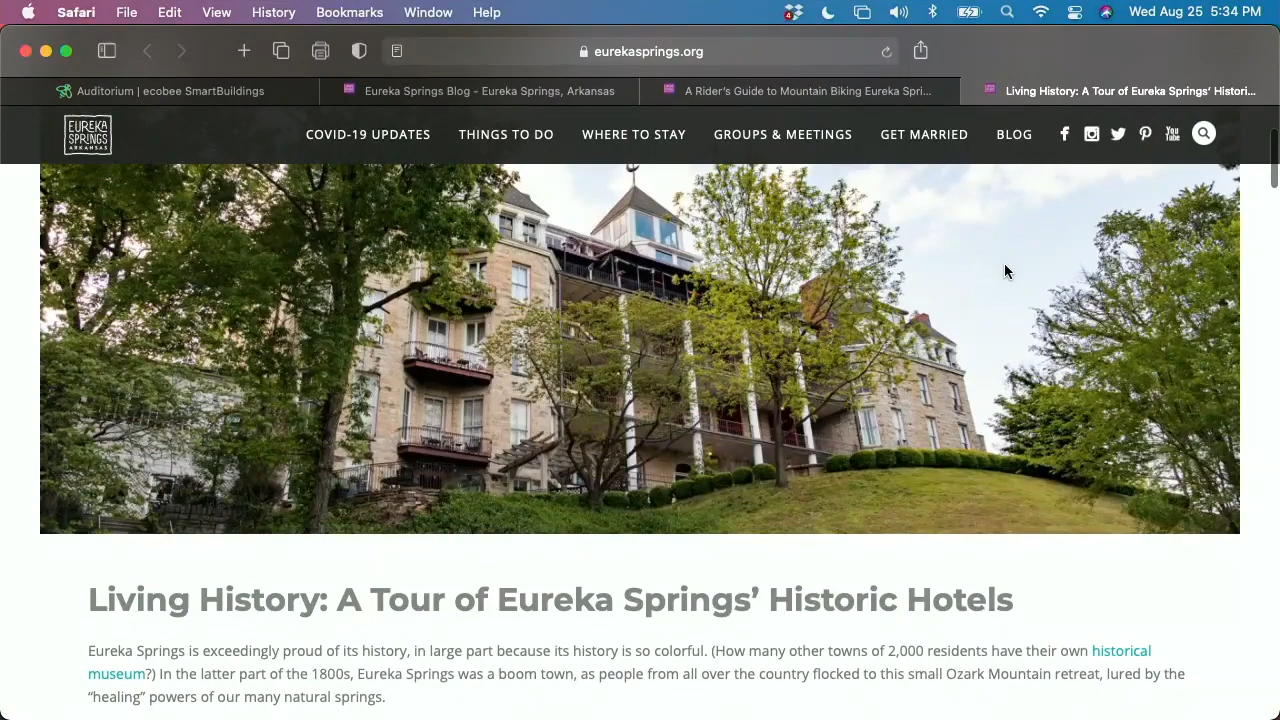 Safari File Edit View History Bookmarks Window Help 4 Wed Aug 25 5:34 PM
eurekasprings.org
Auditorium | ecobee SmartBuildings Eureka Springs Blog - Eureka Springs, Arkansas A Rider's Guide to Mountain Biking Eureka Spri... Living History: A Tour of Eureka Springs' Histori...
EUREKA SPRINGS ARKANSAS COVID-19 UPDATES THINGS TO DO WHERE TO STAY GROUPS & MEETINGS GET MARRIED BLOG You Tube
Living History: A Tour of Eureka Springs’ Historic Hotels
Eureka Springs is exceedingly proud of its history, in large part because its history is so colorful. (How many other towns of 2,000 residents have their own historical
museum?) In the latter part of the 1800s, Eureka Springs was a boom town, as people from all over the country flocked to this small Ozark Mountain retreat, lured by the
“healing” powers of our many natural springs.